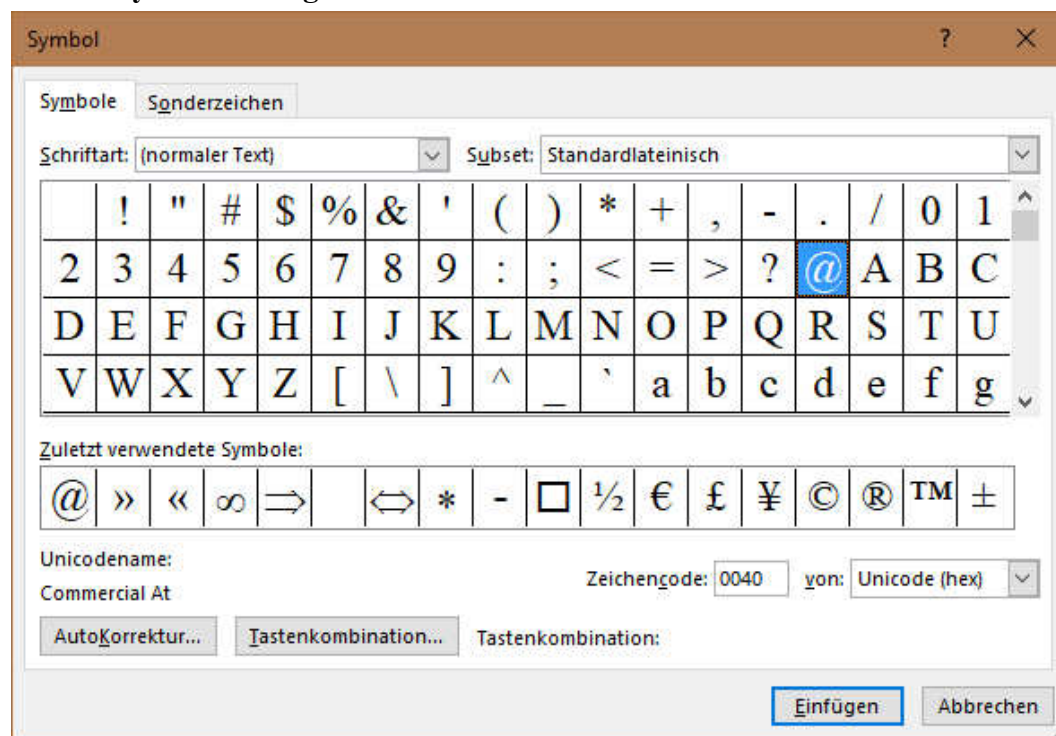 Symbol ? ×
Symbole Sonderzeichen
Schriftart: (normaler Text) Subset: Standardlateinisch
! " # $ % & ' ( ) * + , - . / 0 1
2 3 4 5 6 7 8 9 : ; < = > ? @ A B C
D E F G H I J K L M N O P Q R S T U
V W X Y Z [ \ ] ^ _ ` a b c d e f g
Zuletzt verwendete Symbole:
@ » « ∞ ⇒ ⇔ * - □ ½ € £ ¥ © ® ™ ±
Unicodename:
Commercial At
Zeichencode: 0040 von: Unicode (hex)
AutoKorrektur... Tastenkombination... Tastenkombination:
Einfügen Abbrechen